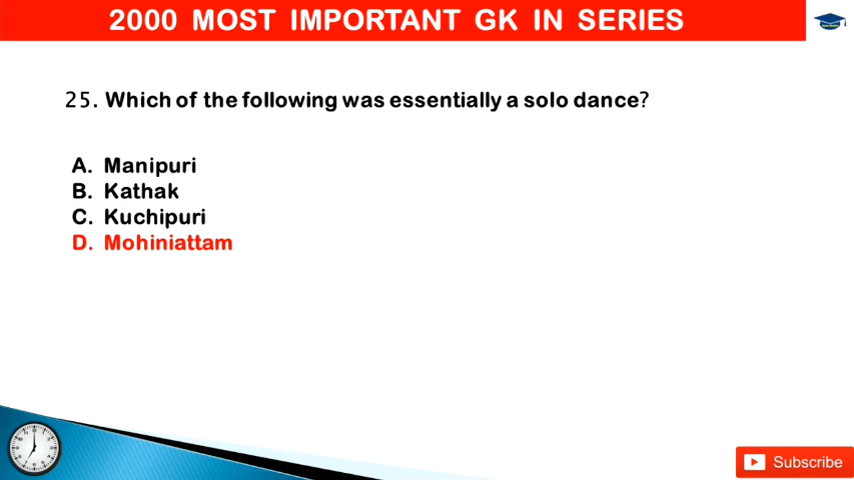 2000 MOST IMPORTANT GK IN SERIES
25. Which of the following was essentially a solo dance?
A. Manipuri
B. Kathak
C. Kuchipuri
D. Mohiniattam
Subscribe